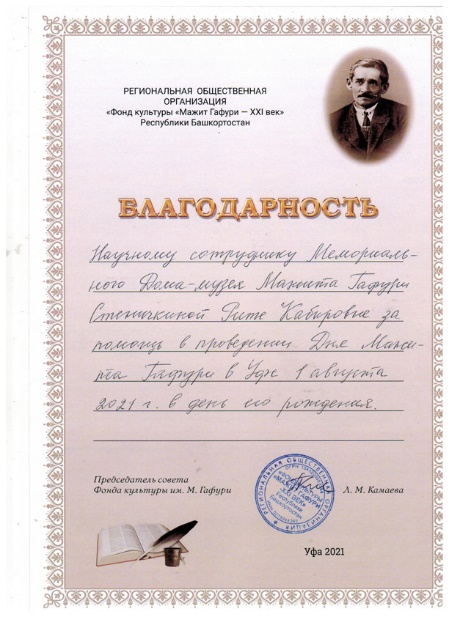 РЕГИОНАЛЬНАЯ ОБЩЕСТВЕННАЯ
ОРГАНИЗАЦИЯ
«Фонд культуры «Мажит Гафури — XXI век»
Республики Башкортостан
БЛАГОДАРНОСТЬ
Научному сотруднику Мемориаль-
ного Дома-музея Мажита Гафури
Стеничкиной Рите Кабировне за
помощь в проведении Дня Мажи-
та Гафури в Уфе 1 августа
2021 г. в день его рождения.
Председатель совета
Фонда культуры им. М. Гафури
Л. М. Камаева
Уфа 2021